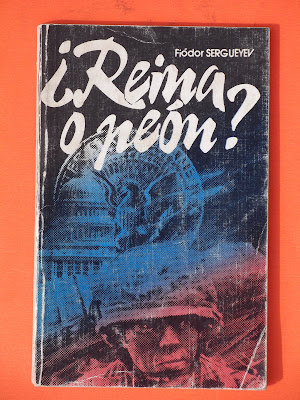 Fiódor SERGUEYEV
¿Reina
o peón?